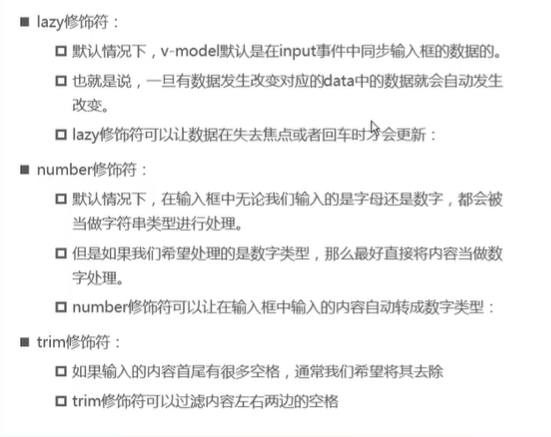 lazy修饰符：
默认情况下，v-model默认是在input事件中同步输入框的数据的。
也就是说，一旦有数据发生改变对应的data中的数据就会自动发生
改变。
lazy修饰符可以让数据在失去焦点或者回车时才会更新：
number修饰符：
默认情况下，在输入框中无论我们输入的是字母还是数字，都会被
当做字符串类型进行处理。
但是如果我们希望处理的是数字类型，那么最好直接将内容当做数
字处理。
number修饰符可以让在输入框中输入的内容自动转成数字类型：
trim修饰符：
如果输入的内容首尾有很多空格，通常我们希望将其去除
trim修饰符可以过滤内容左右两边的空格